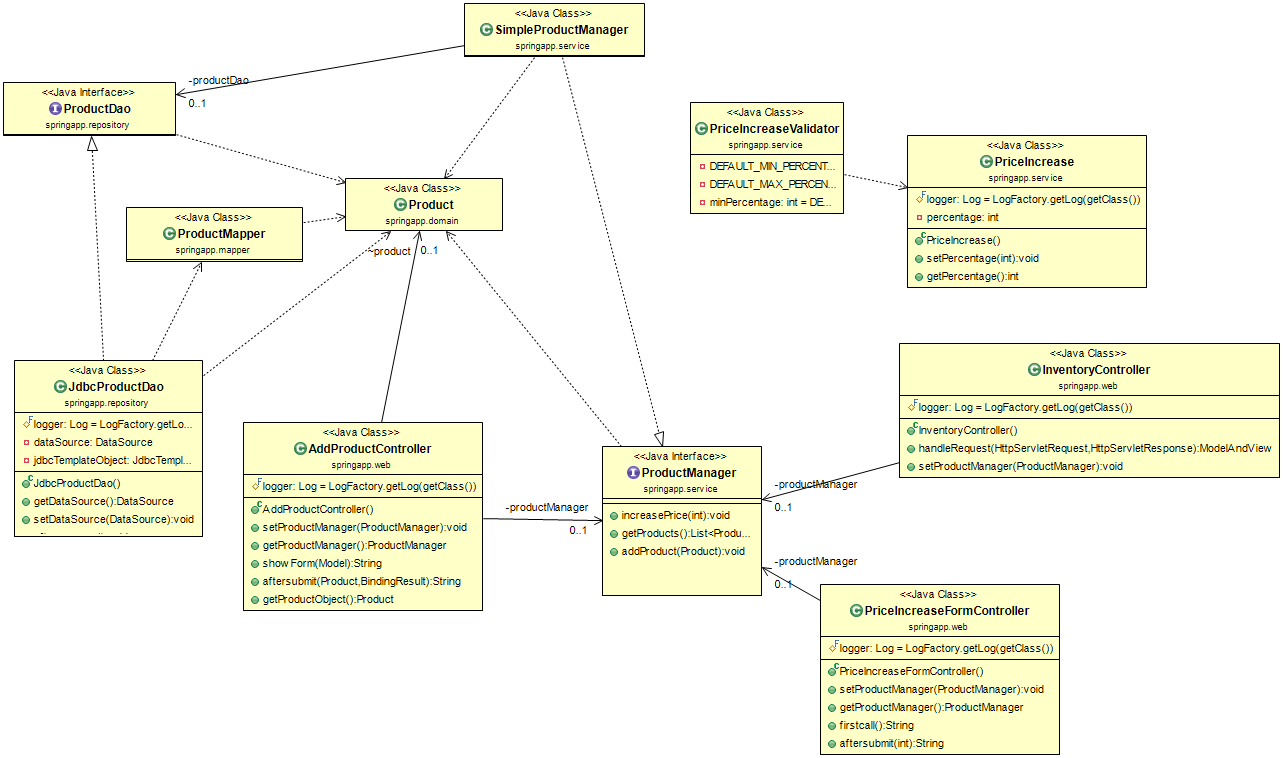 <<Java Class>>
SimpleProductManager
springapp.service
-productDao
0..1
<<Java Interface>>
ProductDao
springapp.repository
<<Java Class>>
PriceIncreaseValidator
springapp.service
DEFAULT_MIN_PERCENT...
DEFAULT_MAX_PERCEN...
minPercentage: int = DE...
<<Java Class>>
PriceIncrease
springapp.service
logger: Log = LogFactory.getLog(getClass())
percentage: int
PriceIncrease()
setPercentage(int):void
getPercentage():int
<<Java Class>>
Product
springapp.domain
<<Java Class>>
ProductMapper
springapp.mapper
~product
0..1
<<Java Class>>
JdbcProductDao
springapp.repository
logger: Log = LogFactory.getLo...
dataSource: DataSource
jdbcTemplateObject: JdbcTempl...
JdbcProductDao()
getDataSource():DataSource
setDataSource(DataSource):void
<<Java Class>>
AddProductController
springapp.web
logger: Log = LogFactory.getLog(getClass())
AddProductController()
setProductManager(ProductManager):void
getProductManager():ProductManager
showForm(Model):String
aftersubmit(Product,BindingResult):String
getProductObject():Product
-productManager
0..1
<<Java Interface>>
ProductManager
springapp.service
increasePrice(int):void
getProducts():List<Produ...
addProduct(Product):void
<<Java Class>>
InventoryController
springapp.web
logger: Log = LogFactory.getLog(getClass())
InventoryController()
handleRequest(HttpServletRequest,HttpServletResponse):ModelAndView
setProductManager(ProductManager):void
-productManager
0..1
-productManager
0..1
<<Java Class>>
PriceIncreaseFormController
springapp.web
logger: Log = LogFactory.getLog(getClass())
PriceIncreaseFormController()
setProductManager(ProductManager):void
getProductManager():ProductManager
firstcall():String
aftersubmit(int):String